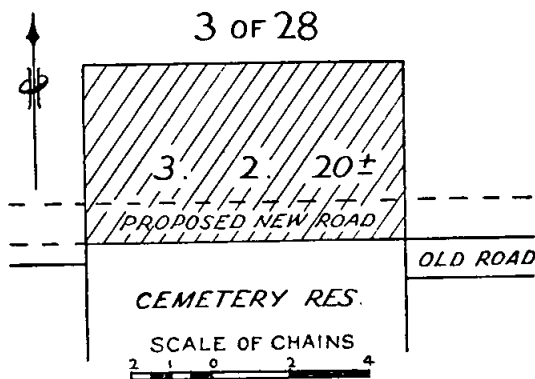 3 OF 28
3. 2. 20±
PROPOSED NEW ROAD
OLD ROAD
CEMETERY RES.
SCALE OF CHAINS
2 1 0 2 4